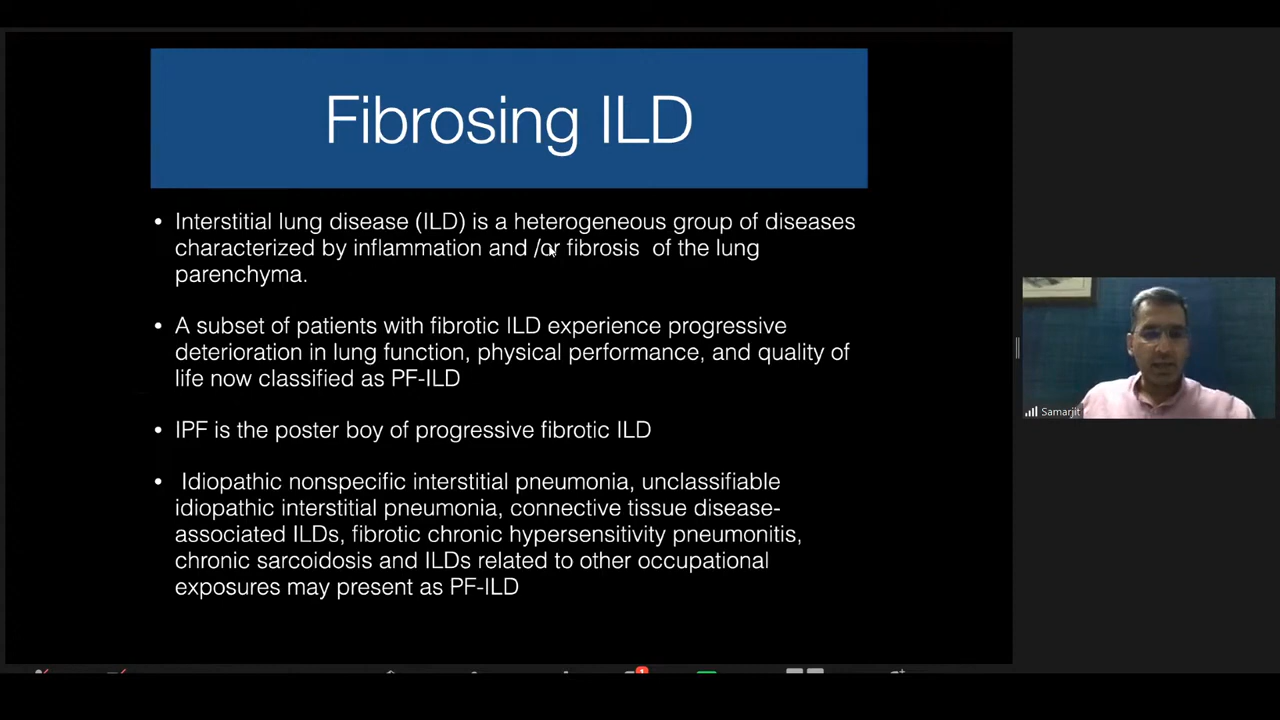 Fibrosing ILD
• Interstitial lung disease (ILD) is a heterogeneous group of diseases
characterized by inflammation and /or fibrosis of the lung
parenchyma.
• A subset of patients with fibrotic ILD experience progressive
deterioration in lung function, physical performance, and quality of
life now classified as PF-ILD
• IPF is the poster boy of progressive fibrotic ILD
• Idiopathic nonspecific interstitial pneumonia, unclassifiable
idiopathic interstitial pneumonia, connective tissue disease-
associated ILDs, fibrotic chronic hypersensitivity pneumonitis,
chronic sarcoidosis and ILDs related to other occupational
exposures may present as PF-ILD
Samarjit
1